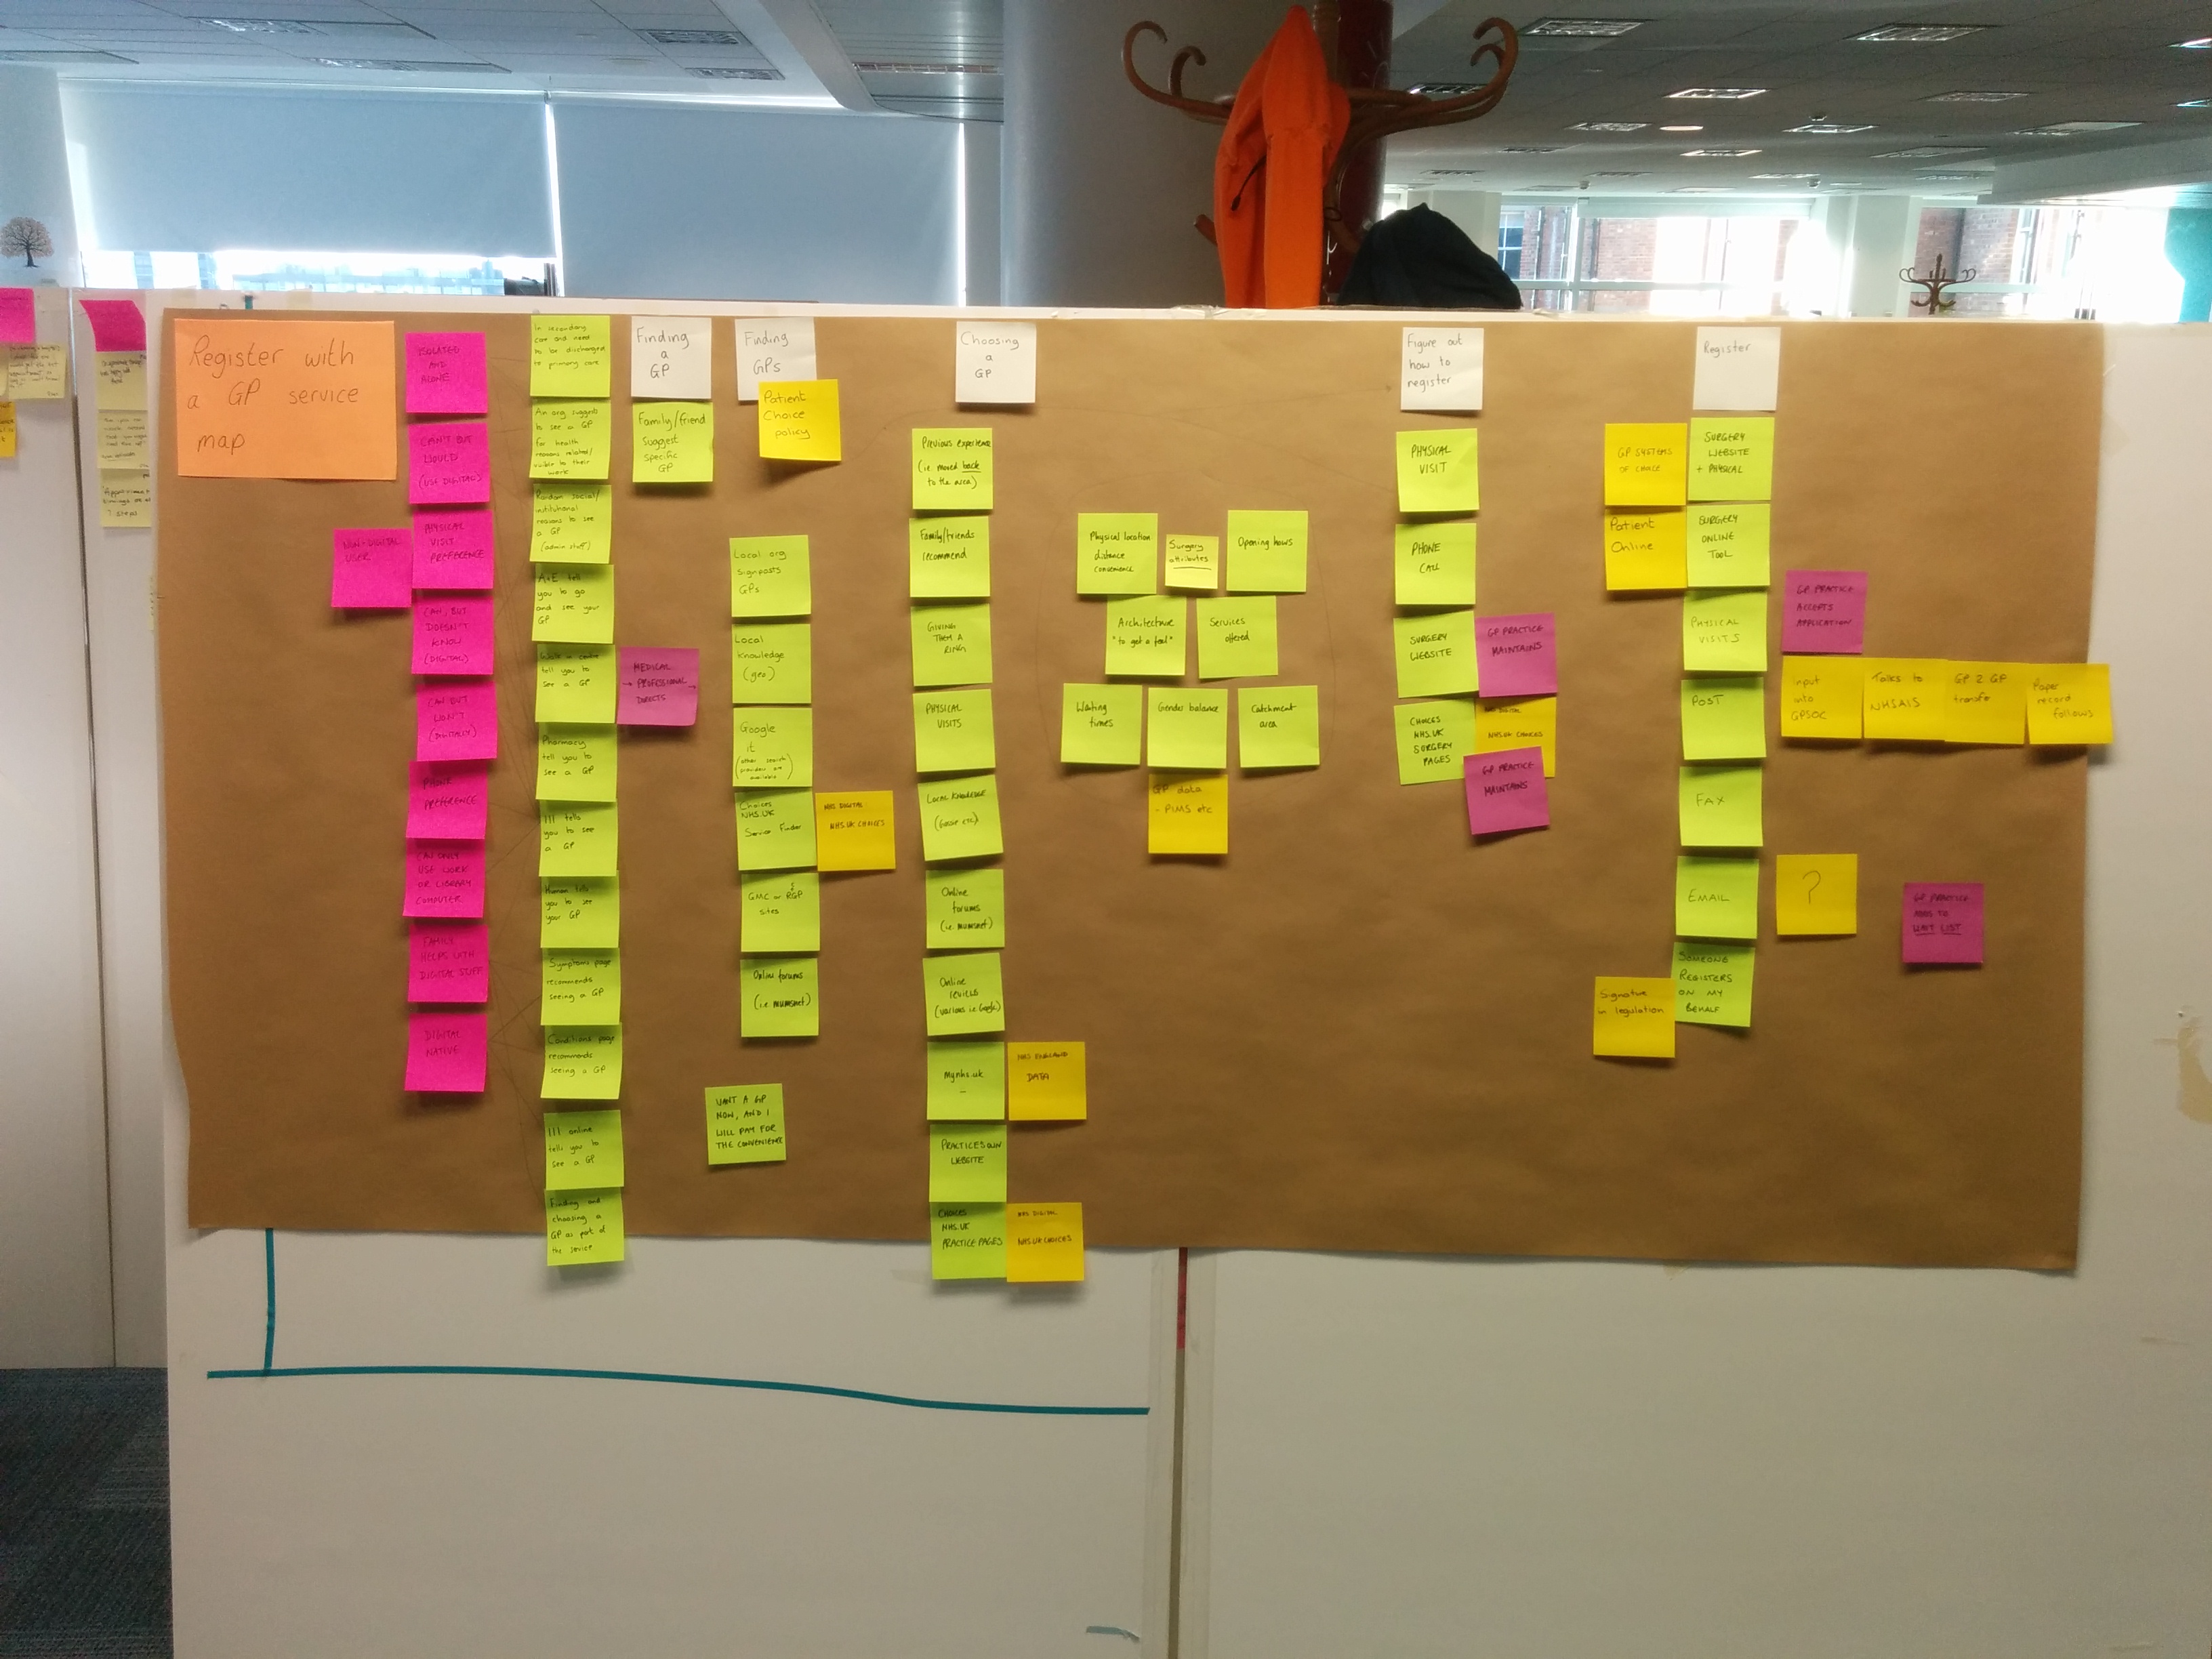 Register with
a GP service
map
ISOLATED
AND
ALONE
CAN'T BUT
WOULD
(USE DIGITAL)
NON-DIGITAL
USER
PHYSICAL
VISIT
PREFERENCE
CAN, BUT
DOESN'T
KNOW
(DIGITAL)
CAN BUT
WON'T
(DIGITALLY)
PHONE
PREFERENCE
CAN ONLY
USE WORK
OR LIBRARY
COMPUTER
FAMILY
HELPS WITH
DIGITAL STUFF
DIGITAL
NATIVE
In secondary
care and need
to be discharged
to primary care
An org suggests
to see a GP
for health
reasons related/
visible to their
work
Random social/
institutional
reasons to see
a GP
(admin stuff)
A+E tell
you to go
and see your
GP
tell you to
see a GP
Pharmacy
tell you to
see a GP
111 tells
you to see
a GP
Human tells
you to see
your GP
Symptoms page
recommends
seeing a GP
Conditions page
recommends
seeing a GP
111 online
tells you to
see a GP
Finding and
choosing a
GP as part of
the service
MEDICAL
→ PROFESSIONAL →
DIRECTS
Finding
a
GP
Family/friend
suggest
specific
GP
Finding
GPs
Patient
Choice
policy
Local org
signposts
GPs
Local
knowledge
(geo)
Google
it
(other search
providers are
available)
Choices
NHS.UK
Service Finder
NHS DIGITAL
NHS.UK CHOICES
GMC or
sites
Online forums
(i.e. mumsnet)
WANT A GP
NOW, AND I
WILL PAY FOR
THE CONVENIENCE
Choosing
a
GP
Previous experience
(i.e. moved back
to the area)
Family/friends
recommend
GIVING
THEM A
RING
PHYSICAL
VISITS
LOCAL KNOWLEDGE
(GOSSIP ETC)
Online
forums
(i.e. mumsnet)
Online
(various i.e. Google)
Mynhs.uk
NHS ENGLAND
DATA
PRACTICES OWN
WEBSITE
CHOICES
NHS.UK
PRACTICE PAGES
NHS DIGITAL
NHS.UK CHOICES
Physical location
distance
convenience
Surgery
attributes
Opening hours
Architecture
"to get a feel"
Services
offered
Waiting
times
Gender balance
Catchment
area
GP data
- PIMS etc
Figure out
how to
register
PHYSICAL
VISIT
PHONE
CALL
SURGERY
WEBSITE
GP PRACTICE
MAINTAINS
CHOICES
NHS.UK
SURGERY
PAGES
NHS DIGITAL
NHS.UK CHOICES
GP PRACTICE
MAINTAINS
Register
GP SYSTEMS
OF CHOICE
SURGERY
WEBSITE
+ PHYSICAL
Patient
Online
SURGERY
ONLINE
TOOL
PHYSICAL
VISITS
POST
FAX
EMAIL
SOMEONE
REGISTERS
ON MY
BEHALF
Signature
in legislation
GP PRACTICE
ACCEPTS
APPLICATION
Input
into
GPSOC
Talks to
NHAIS
GP 2 GP
transfer
Paper
record
follows
?
GP PRACTICE
ADDS TO
WAIT LIST